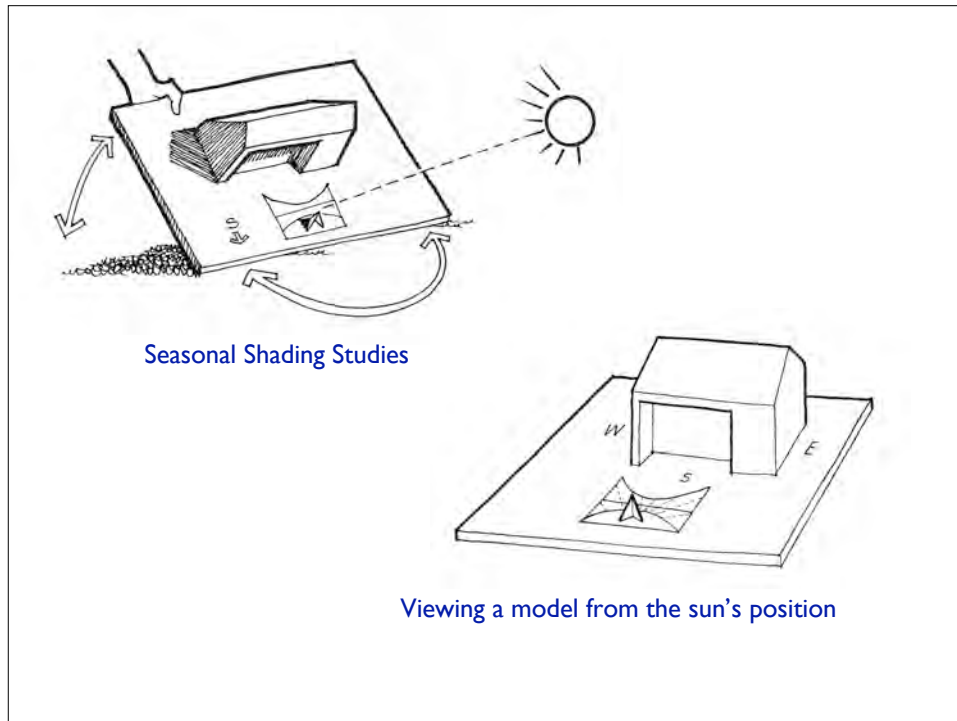 S
Seasonal Shading Studies
W
E
S
Viewing a model from the sun’s position